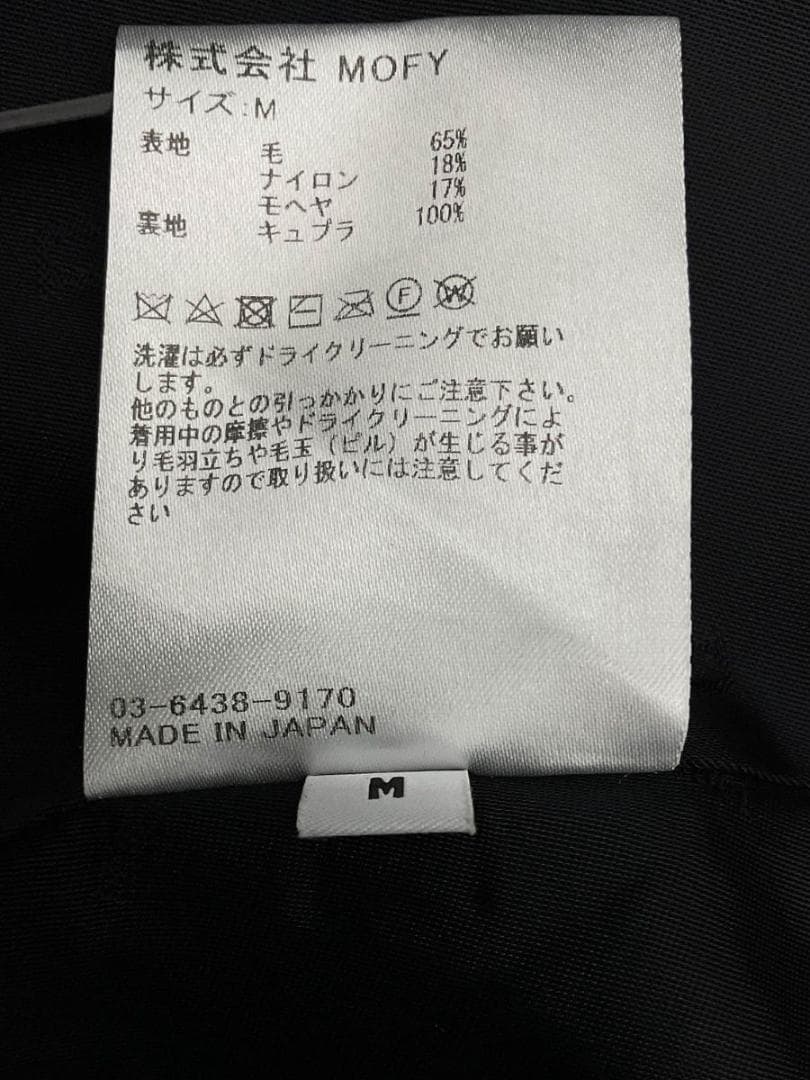 株式会社 MOFY
サイズ:M
表地 毛 65%
ナイロン 18%
モヘヤ 17%
裏地 キュプラ 100%
F W
洗濯は必ずドライクリーニングでお願い
します。
他のものとの引っかかりにご注意下さい。
着用中の摩擦やドライクリーニングによ
り毛羽立ちや毛玉（ピル）が生じる事が
ありますので取り扱いには注意してくだ
さい
03-6438-9170
MADE IN JAPAN
M